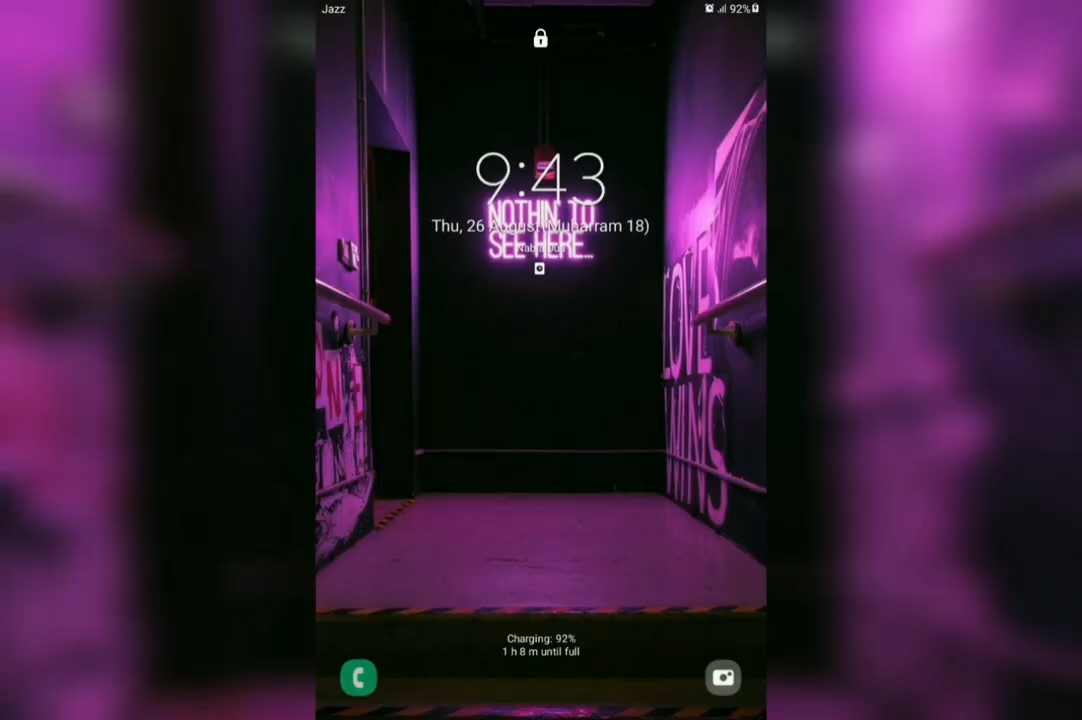 Jazz
92%
9:43
NOTHIN' TO
Thu, 26 August (Muharram 18)
SEE HERE...
LOVE
WINS
Charging: 92%
1 h 8 m until full